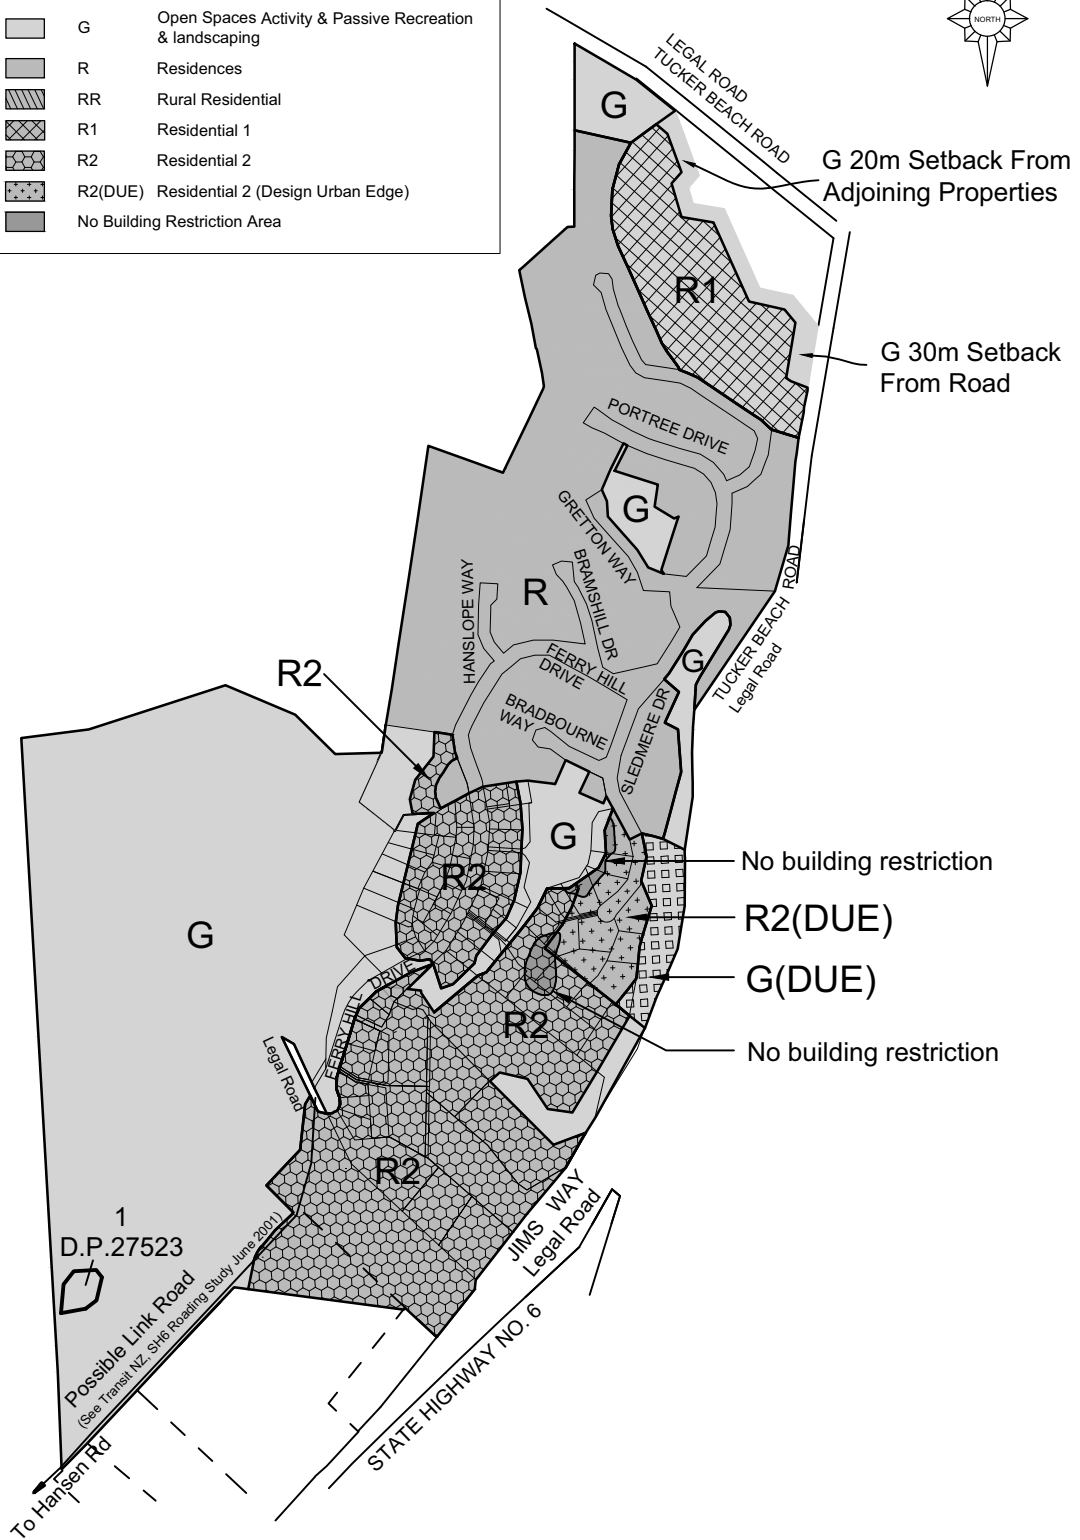 G Open Spaces Activity & Passive Recreation
& landscaping
R Residences
RR Rural Residential
R1 Residential 1
R2 Residential 2
R2(DUE) Residential 2 (Design Urban Edge)
No Building Restriction Area
NORTH
LEGAL ROAD
TUCKER BEACH ROAD
G
G 20m Setback From
Adjoining Properties
R1
G 30m Setback
From Road
PORTREE DRIVE
G
GRETTON WAY
BRAMSHILL DR
HANSLOPE WAY
R
TUCKER BEACH ROAD
Legal Road
G
FERRY HILL
DRIVE
R2
BRADBOURNE
WAY
SLEDMERE DR
G
No building restriction
R2
R2(DUE)
G
G(DUE)
FERRY HILL DRIVE
R2
No building restriction
Legal Road
R2
JIMS WAY
Legal Road
1
D.P.27523
Possible Link Road
(See Transit NZ, SH6 Roading Study June 2001)
STATE HIGHWAY NO. 6
To Hansen Rd